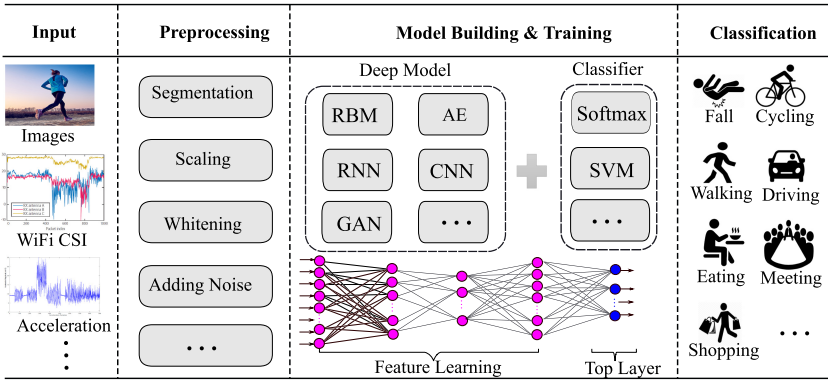 Input
Preprocessing
Model Building & Training
Classification
Images
WiFi CSI
Acceleration
Segmentation
Scaling
Whitening
Adding Noise
Deep Model
RBM
AE
RNN
CNN
GAN
Classifier
Softmax
SVM
Feature Learning
Top Layer
Fall
Cycling
Walking
Driving
Eating
Meeting
Shopping